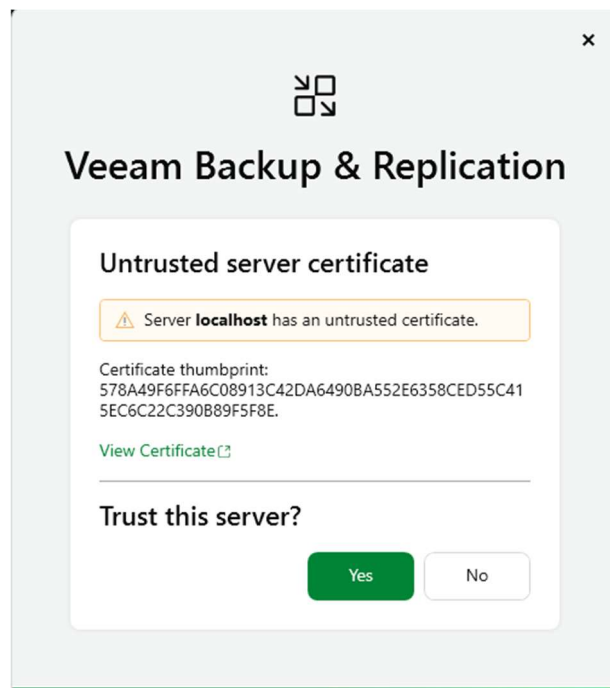 Veeam Backup & Replication
Untrusted server certificate
Server localhost has an untrusted certificate.
Certificate thumbprint:
578A49F6FFA6C08913C42DA6490BA552E6358CED55C41
5EC6C22C390B89F5F8E.
View Certificate
Trust this server?
Yes
No